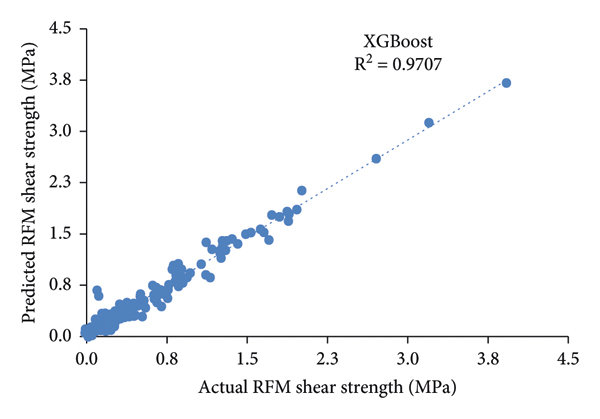 XGBoost
R² = 0.9707
Predicted RFM shear strength (MPa)
4.5
3.8
3.0
2.3
1.5
0.8
0.0
0.0 0.8 1.5 2.3 3.0 3.8 4.5
Actual RFM shear strength (MPa)